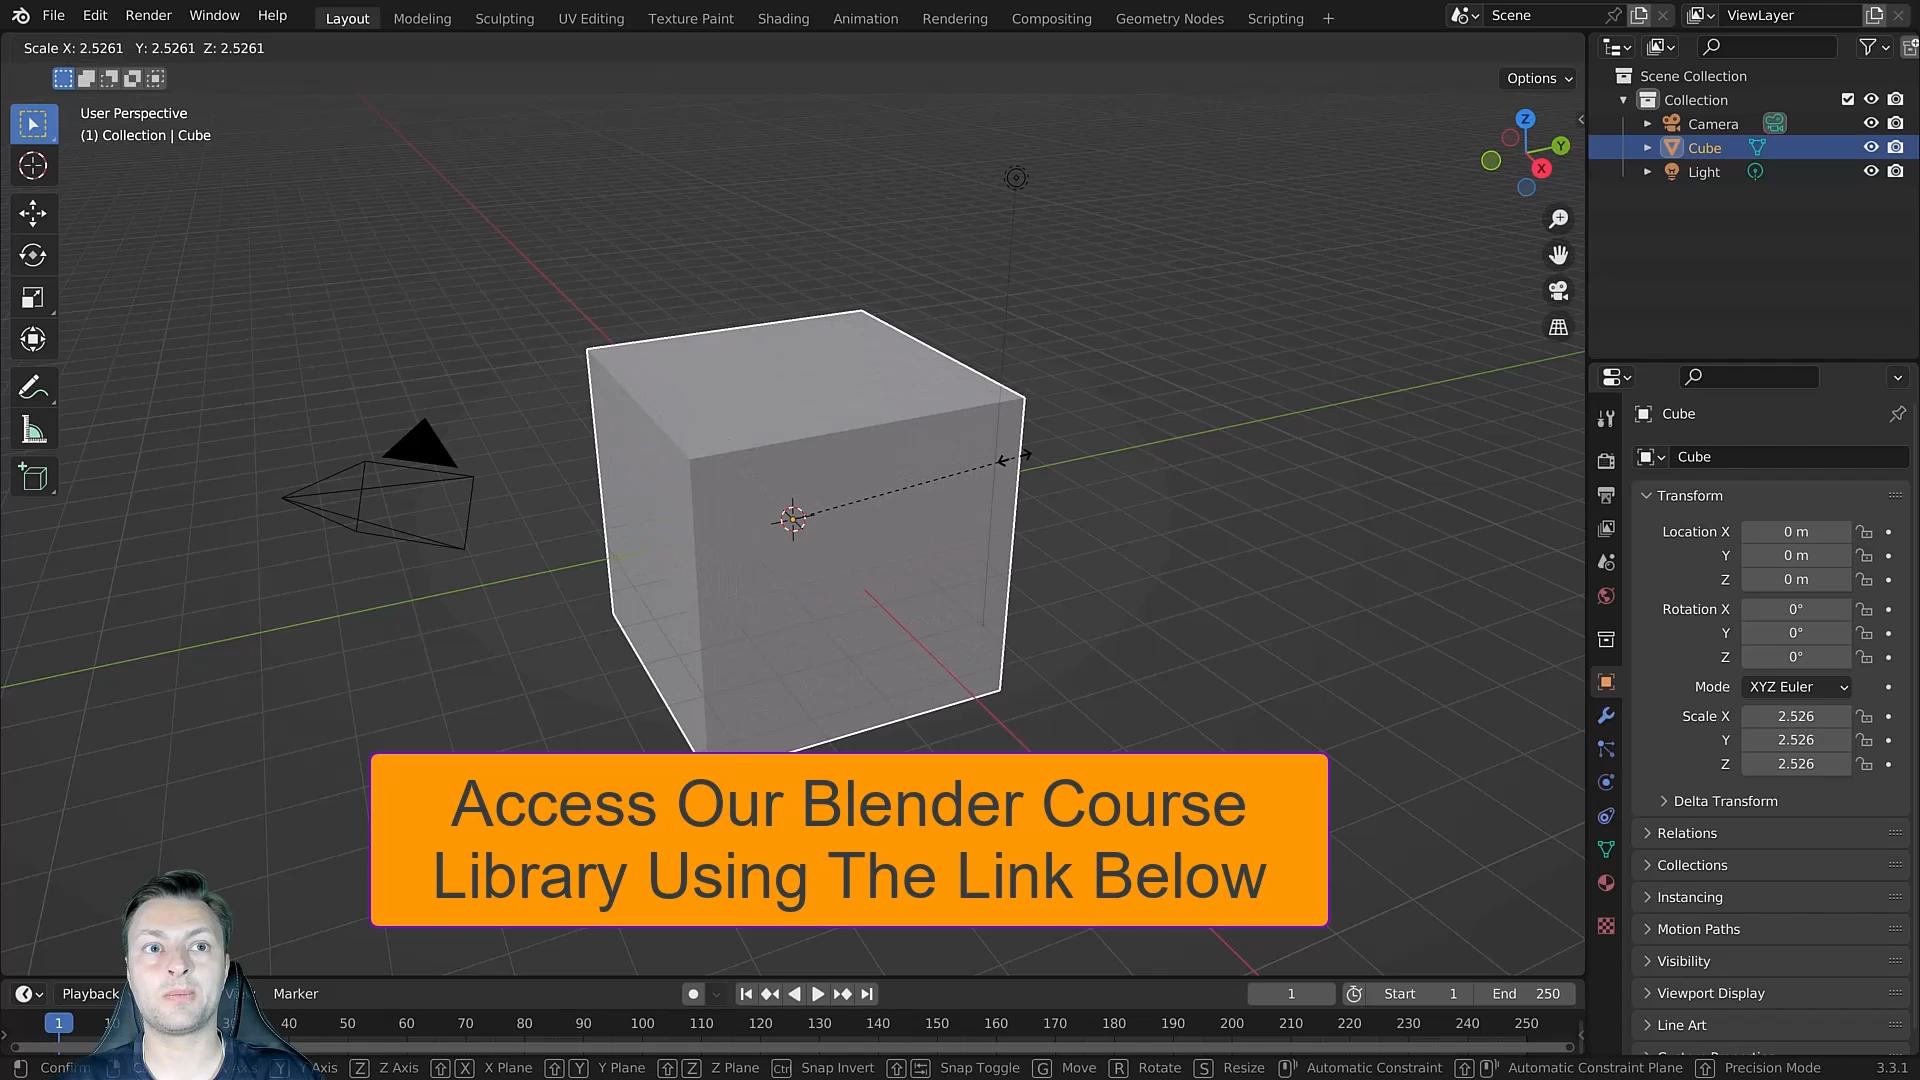 File Edit Render Window Help Layout Modeling Sculpting UV Editing Texture Paint Shading Animation Rendering Compositing Geometry Nodes Scripting + Scene ViewLayer
Scale X: 2.5261 Y: 2.5261 Z: 2.5261
Options
User Perspective
(1) Collection | Cube
Z
Y
X
Scene Collection
Collection
Camera
Cube
Light
Cube
Cube
Transform
Location X 0 m
Y 0 m
Z 0 m
Rotation X 0°
Y 0°
Z 0°
Mode XYZ Euler
Scale X 2.526
Y 2.526
Z 2.526
Delta Transform
Relations
Collections
Instancing
Motion Paths
Visibility
Viewport Display
Line Art
Access Our Blender Course
Library Using The Link Below
Playback Marker 1 Start 1 End 250
1 40 50 60 70 80 90 100 110 120 130 140 150 160 170 180 190 200 210 220 230 240 250
Confirm Y Axis Z Z Axis X X Plane Y Y Plane Z Z Plane Ctrl Snap Invert Snap Toggle G Move R Rotate S Resize Automatic Constraint Automatic Constraint Plane Precision Mode 3.3.1